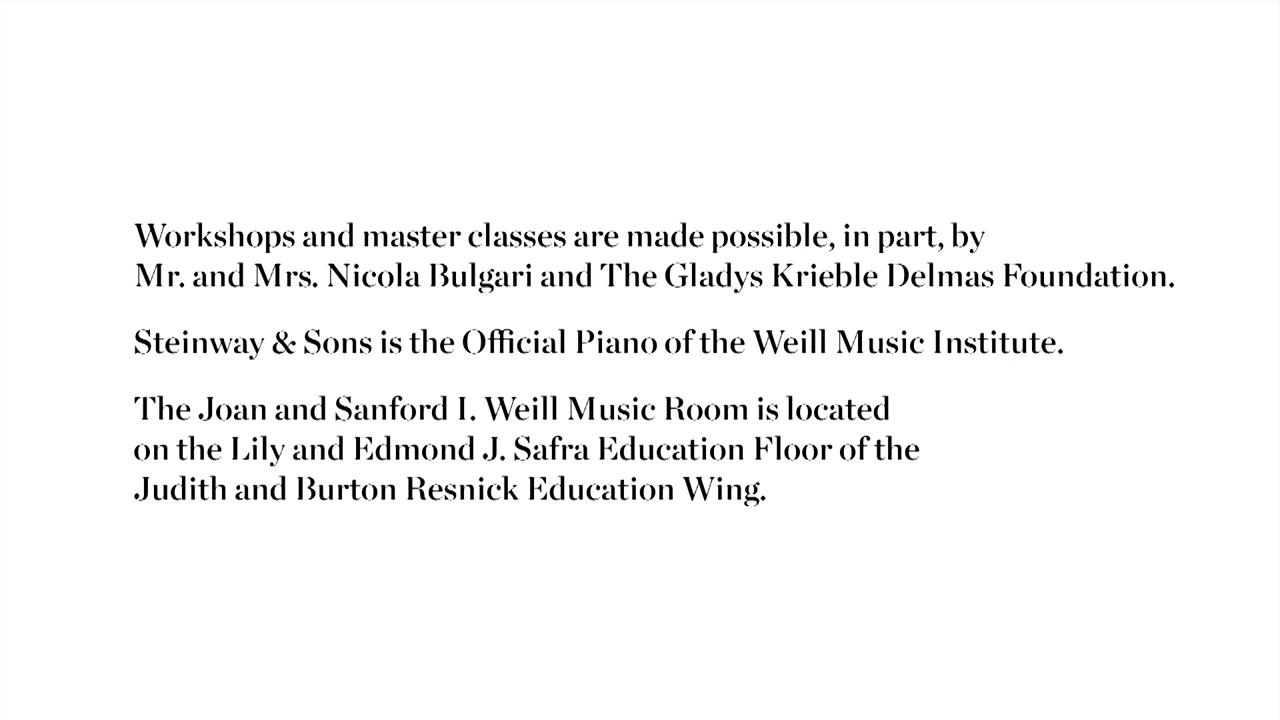 Workshops and master classes are made possible, in part, by
Mr. and Mrs. Nicola Bulgari and The Gladys Krieble Delmas Foundation.
Steinway & Sons is the Official Piano of the Weill Music Institute.
The Joan and Sanford I. Weill Music Room is located
on the Lily and Edmond J. Safra Education Floor of the
Judith and Burton Resnick Education Wing.